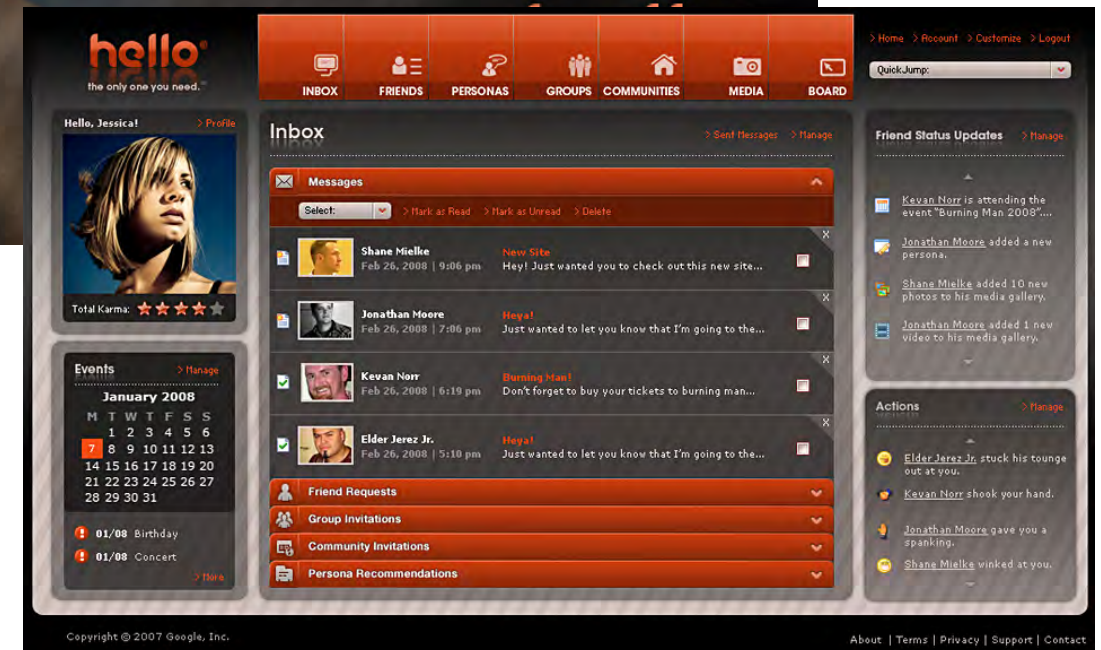 hello®
the only one you need.™
INBOX
FRIENDS
PERSONAS
GROUPS
COMMUNITIES
MEDIA
BOARD
> Home > Account > Customize > Logout
QuickJump:
Hello, Jessica! > Profile
Total Karma:
Events > Manage
January 2008
M T W T F S S
1 2 3 4 5 6
7 8 9 10 11 12 13
14 15 16 17 18 19 20
21 22 23 24 25 26 27
28 29 30 31
01/08 Birthday
01/08 Concert
> More
Inbox > Sent Messages > Manage
Messages
Select: > Mark as Read > Mark as Unread > Delete
X
Shane Mielke New Site
Feb 26, 2008 | 9:06 pm Hey! Just wanted you to check out this new site...
X
Jonathan Moore Heya!
Feb 26, 2008 | 7:06 pm Just wanted to let you know that I'm going to the...
X
Kevan Norr Burning Man!
Feb 26, 2008 | 6:19 pm Don't forget to buy your tickets to burning man...
X
Elder Jerez Jr. Heya!
Feb 26, 2008 | 5:10 pm Just wanted to let you know that I'm going to the...
Friend Requests
Group Invitations
Community Invitations
Persona Recommendations
Friend Status Updates > Manage
Kevan Norr is attending the
event "Burning Man 2008"....
Jonathan Moore added a new
persona.
Shane Mielke added 10 new
photos to his media gallery.
Jonathan Moore added 1 new
video to his media gallery.
Actions > Manage
Elder Jerez Jr. stuck his tounge
out at you.
Kevan Norr shook your hand.
Jonathan Moore gave you a
spanking.
Shane Mielke winked at you.
Copyright © 2007 Google, Inc.
About | Terms | Privacy | Support | Contact